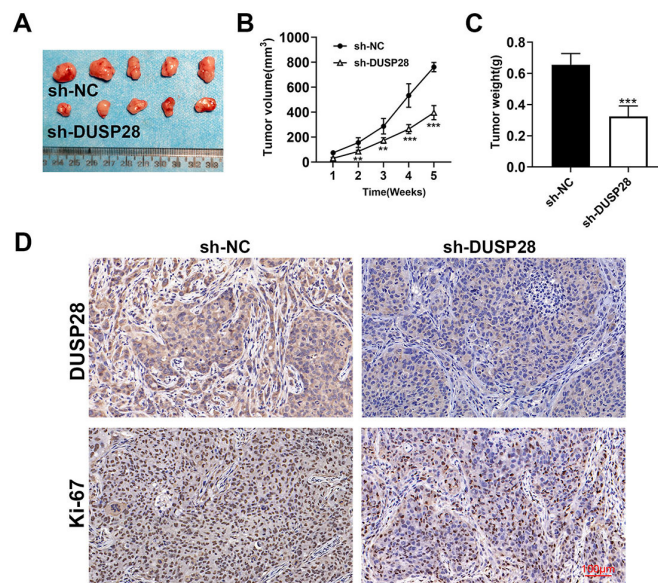 A
sh-NC
sh-DUSP28
B
Tumor volume(mm³)
1000
800
600
400
200
0
1 2 3 4 5
Time(Weeks)
sh-NC
sh-DUSP28
**
**
***
***
C
Tumor weight(g)
0.8
0.6
0.4
0.2
0.0
***
sh-NC
sh-DUSP28
D
sh-NC
sh-DUSP28
DUSP28
Ki-67
100μm